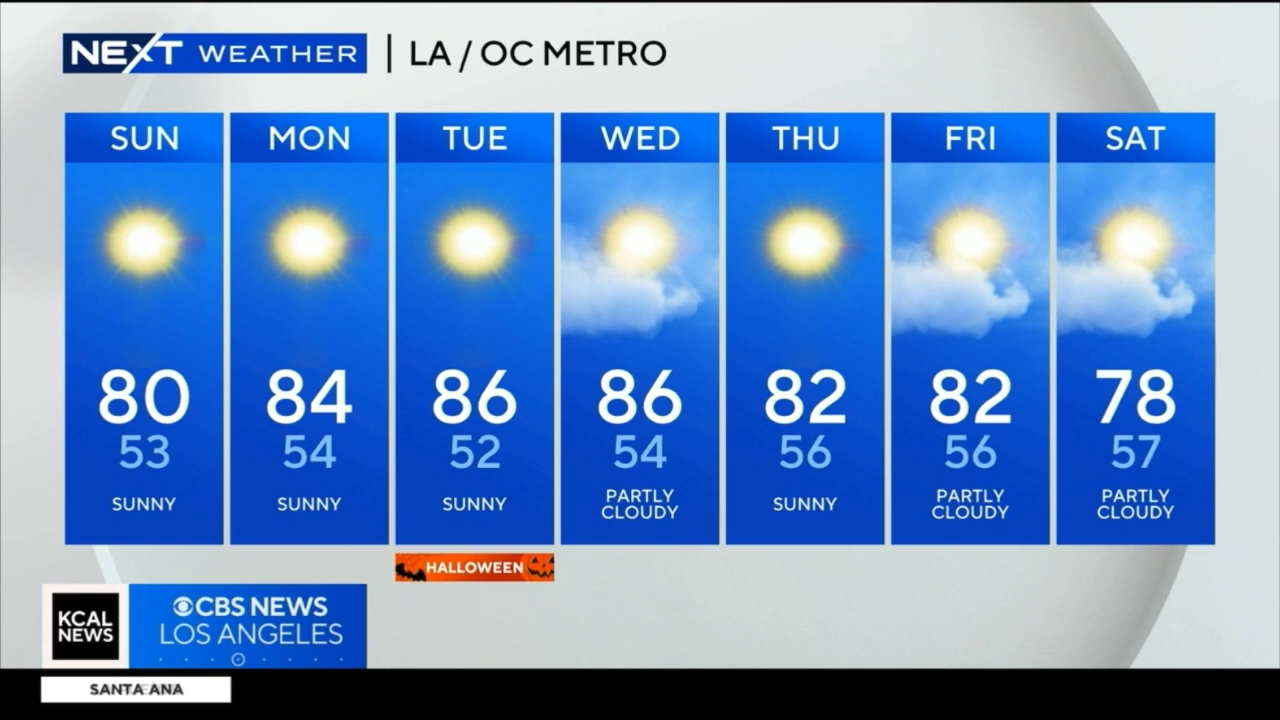 NEXT WEATHER | LA / OC METRO
SUN MON TUE WED THU FRI SAT
80 84 86 86 82 82 78
53 54 52 54 56 56 57
SUNNY SUNNY SUNNY PARTLY CLOUDY SUNNY PARTLY CLOUDY PARTLY CLOUDY
HALLOWEEN
KCAL NEWS
CBS NEWS
LOS ANGELES
SANTA ANA